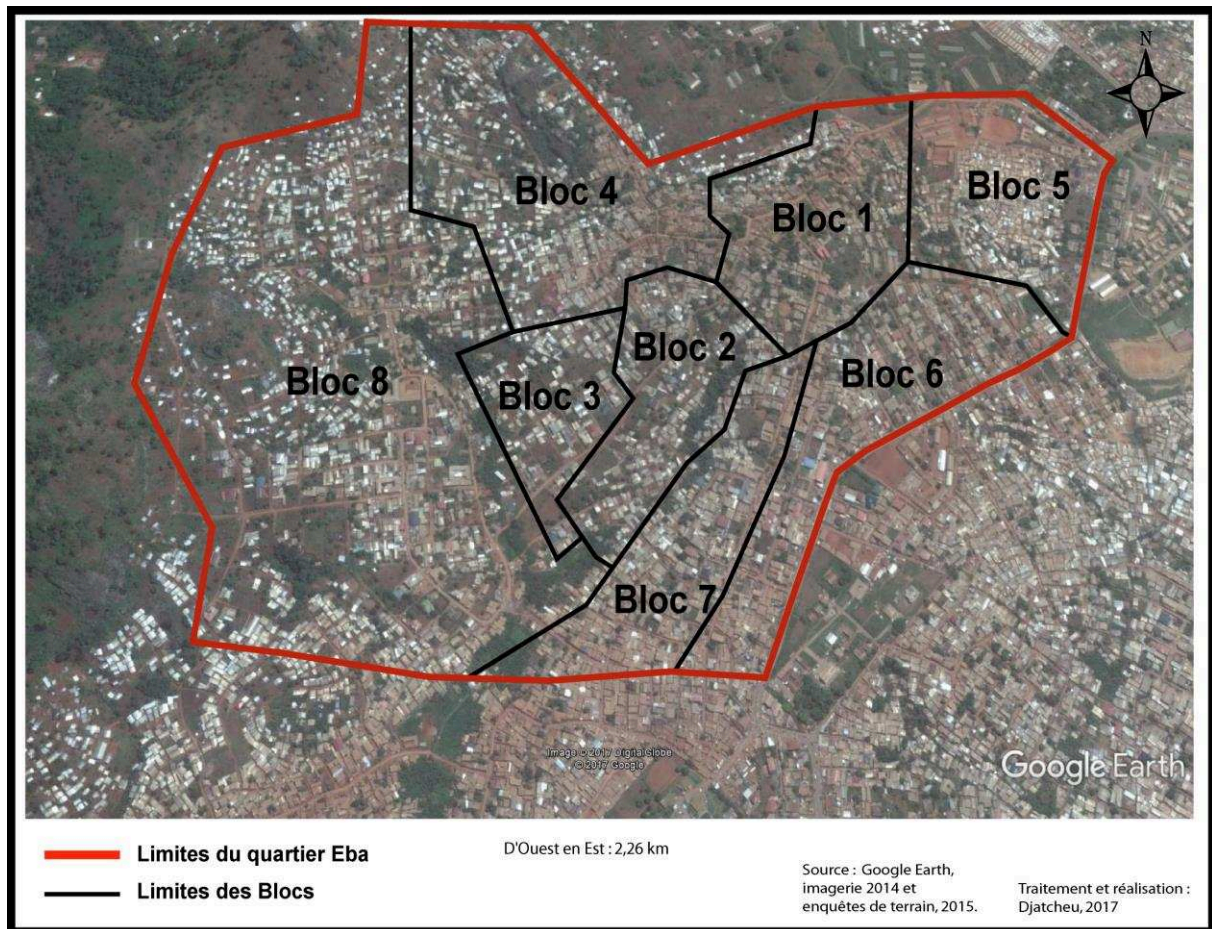 N
Bloc 4
Bloc 5
Bloc 1
Bloc 2
Bloc 6
Bloc 8
Bloc 3
Bloc 7
Image © 2017 DigitalGlobe
© 2017 Google
Google Earth
Limites du quartier Eba
Limites des Blocs
D'Ouest en Est : 2,26 km
Source : Google Earth,
imagerie 2014 et
enquêtes de terrain, 2015.
Traitement et réalisation :
Djatcheu, 2017